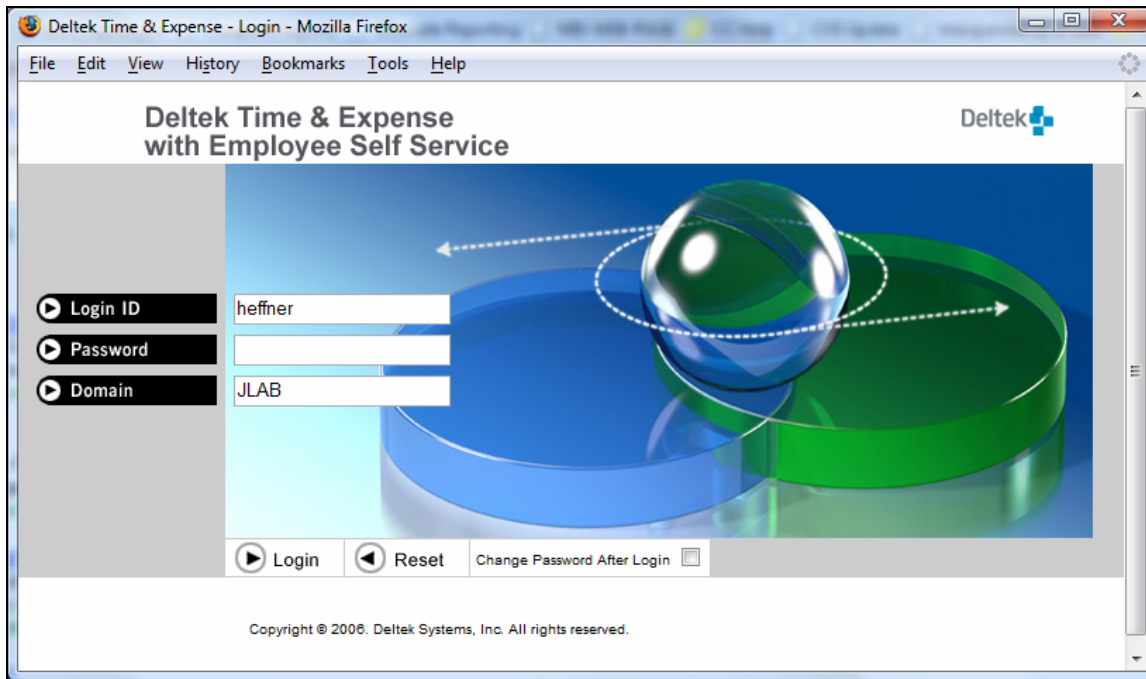 Deltek Time & Expense - Login - Mozilla Firefox
File Edit View History Bookmarks Tools Help
Deltek Time & Expense
with Employee Self Service
Deltek
Login ID
heffner
Password
Domain
JLAB
Login
Reset
Change Password After Login
Copyright © 2006. Deltek Systems, Inc. All rights reserved.